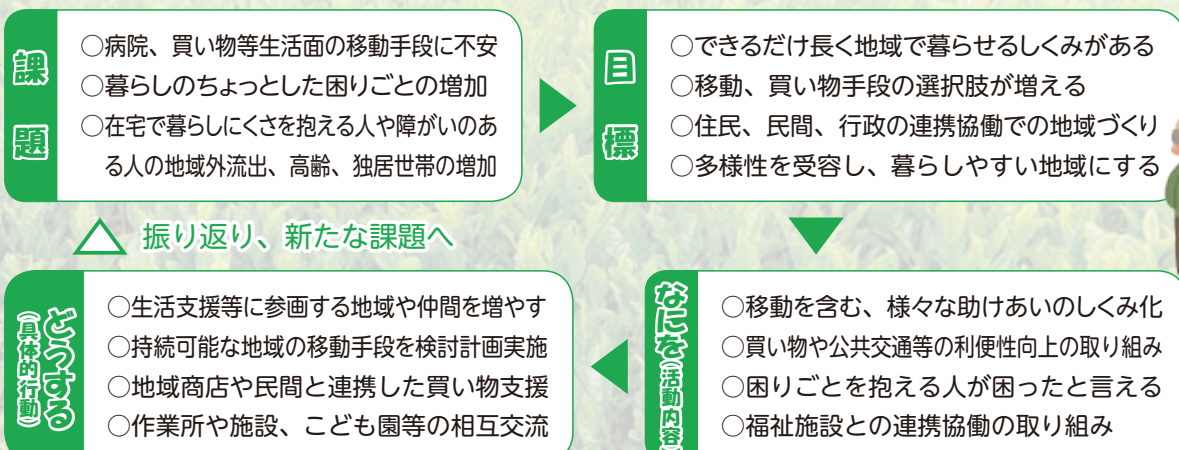 課題
○病院、買い物等生活面の移動手段に不安
○暮らしのちょっとした困りごとの増加
○在宅で暮らしにくさを抱える人や障がいのあ
る人の地域外流出、高齢、独居世帯の増加
目標
○できるだけ長く地域で暮らせるしくみがある
○移動、買い物手段の選択肢が増える
○住民、民間、行政の連携協働での地域づくり
○多様性を受容し、暮らしやすい地域にする
振り返り、新たな課題へ
なにを(活動内容)
○移動を含む、様々な助けあいのしくみ化
○買い物や公共交通等の利便性向上の取り組み
○困りごとを抱える人が困ったと言える
○福祉施設との連携協働の取り組み
どうする
(具体的行動)
○生活支援等に参画する地域や仲間を増やす
○持続可能な地域の移動手段を検討計画実施
○地域商店や民間と連携した買い物支援
○作業所や施設、こども園等の相互交流